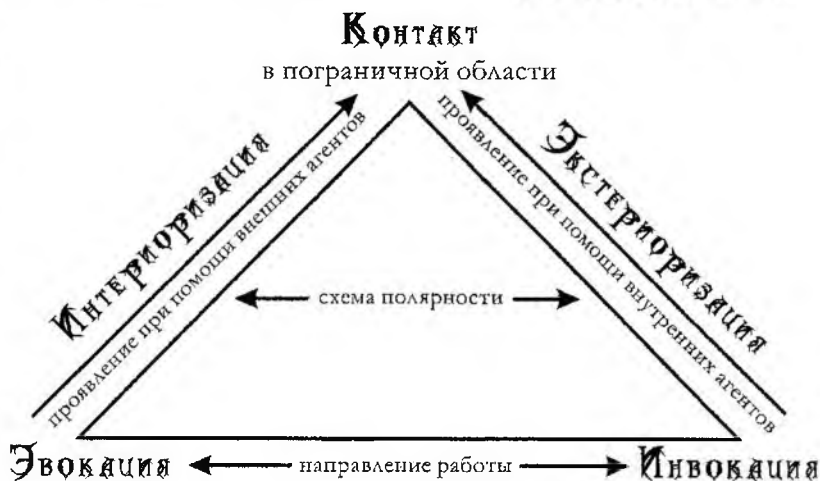 Контакт
в пограничной области
Интериоризация
проявление при помощи внешних агентов
Экстериоризация
проявление при помощи внутренних агентов
схема полярности
Эвокация
направление работы
Инвокация